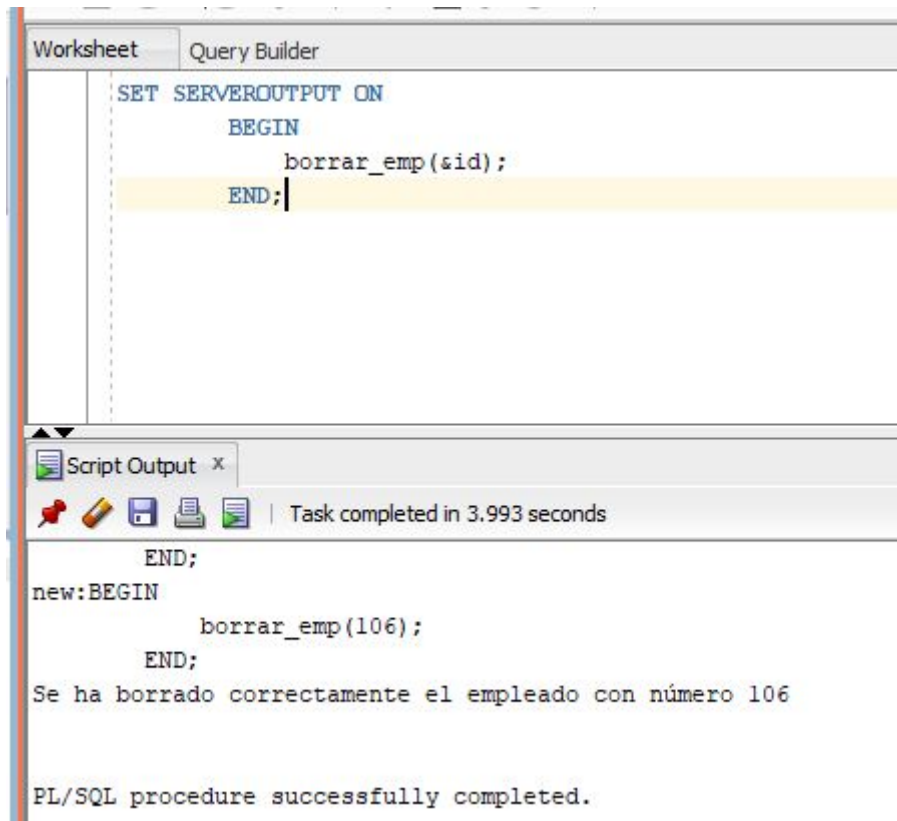 Worksheet Query Builder
SET SERVEROUTPUT ON
BEGIN
borrar_emp(&id);
END;
Script Output x
Task completed in 3.993 seconds
END;
new:BEGIN
borrar_emp(106);
END;
Se ha borrado correctamente el empleado con número 106
PL/SQL procedure successfully completed.